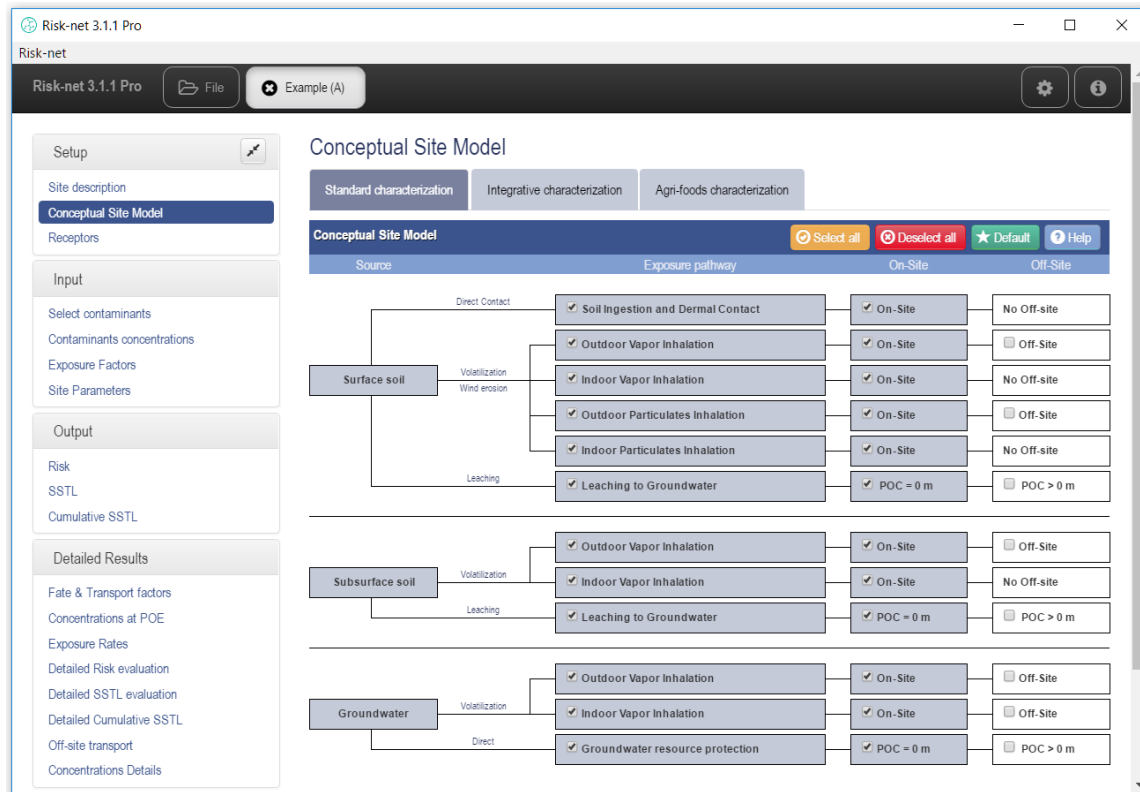 Risk-net 3.1.1 Pro
Risk-net
Risk-net 3.1.1 Pro File Example (A)
Setup
Site description
Conceptual Site Model
Receptors
Input
Select contaminants
Contaminants concentrations
Exposure Factors
Site Parameters
Output
Risk
SSTL
Cumulative SSTL
Detailed Results
Fate & Transport factors
Concentrations at POE
Exposure Rates
Detailed Risk evaluation
Detailed SSTL evaluation
Detailed Cumulative SSTL
Off-site transport
Concentrations Details
Conceptual Site Model
Standard characterization Integrative characterization Agri-foods characterization
Conceptual Site Model Select all Deselect all Default Help
Source Exposure pathway On-Site Off-Site
Direct Contact Soil Ingestion and Dermal Contact On-Site No Off-site
Outdoor Vapor Inhalation On-Site Off-Site
Surface soil Volatilization Indoor Vapor Inhalation On-Site No Off-site
Wind erosion
Outdoor Particulates Inhalation On-Site Off-Site
Indoor Particulates Inhalation On-Site No Off-site
Leaching Leaching to Groundwater POC = 0 m POC > 0 m
Outdoor Vapor Inhalation On-Site Off-Site
Subsurface soil Volatilization Indoor Vapor Inhalation On-Site No Off-site
Leaching Leaching to Groundwater POC = 0 m POC > 0 m
Outdoor Vapor Inhalation On-Site Off-Site
Groundwater Volatilization Indoor Vapor Inhalation On-Site Off-Site
Direct Groundwater resource protection POC = 0 m POC > 0 m